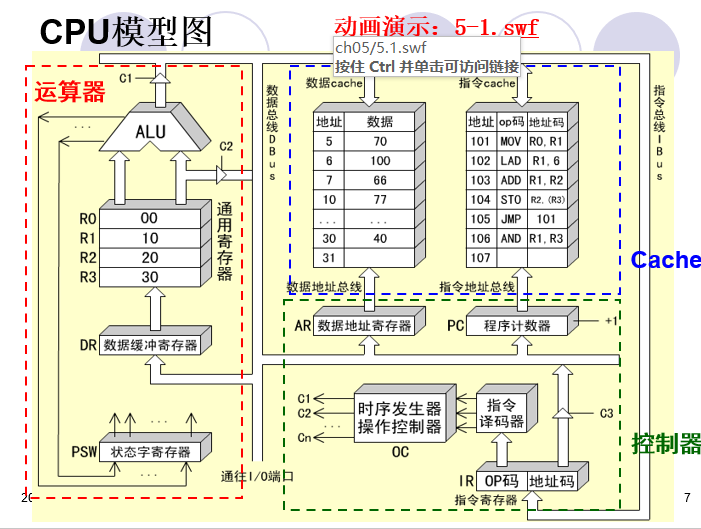 CPU模型图
动画演示：5-1.swf
ch05/5.1.swf
按住 Ctrl 并单击可访问链接
运算器
C1
ALU
C2
数据总线DBus
数据cache
指令cache
指令总线IBus
地址 数据
5 70
6 100
7 66
10 77
... ...
30 40
31
地址 op码 地址码
101 MOV R0,R1
102 LAD R1,6
103 ADD R1,R2
104 STO R2,(R3)
105 JMP 101
106 AND R1,R3
107
Cache
R0 00
R1 10
R2 20
R3 30
通用寄存器
数据地址总线
指令地址总线
AR 数据地址寄存器
PC 程序计数器
+1
DR 数据缓冲寄存器
C1
C2
...
Cn
时序发生器
操作控制器
OC
指令
译码器
C3
控制器
PSW 状态字寄存器
IR OP码 地址码
指令寄存器
通往I/O端口
7